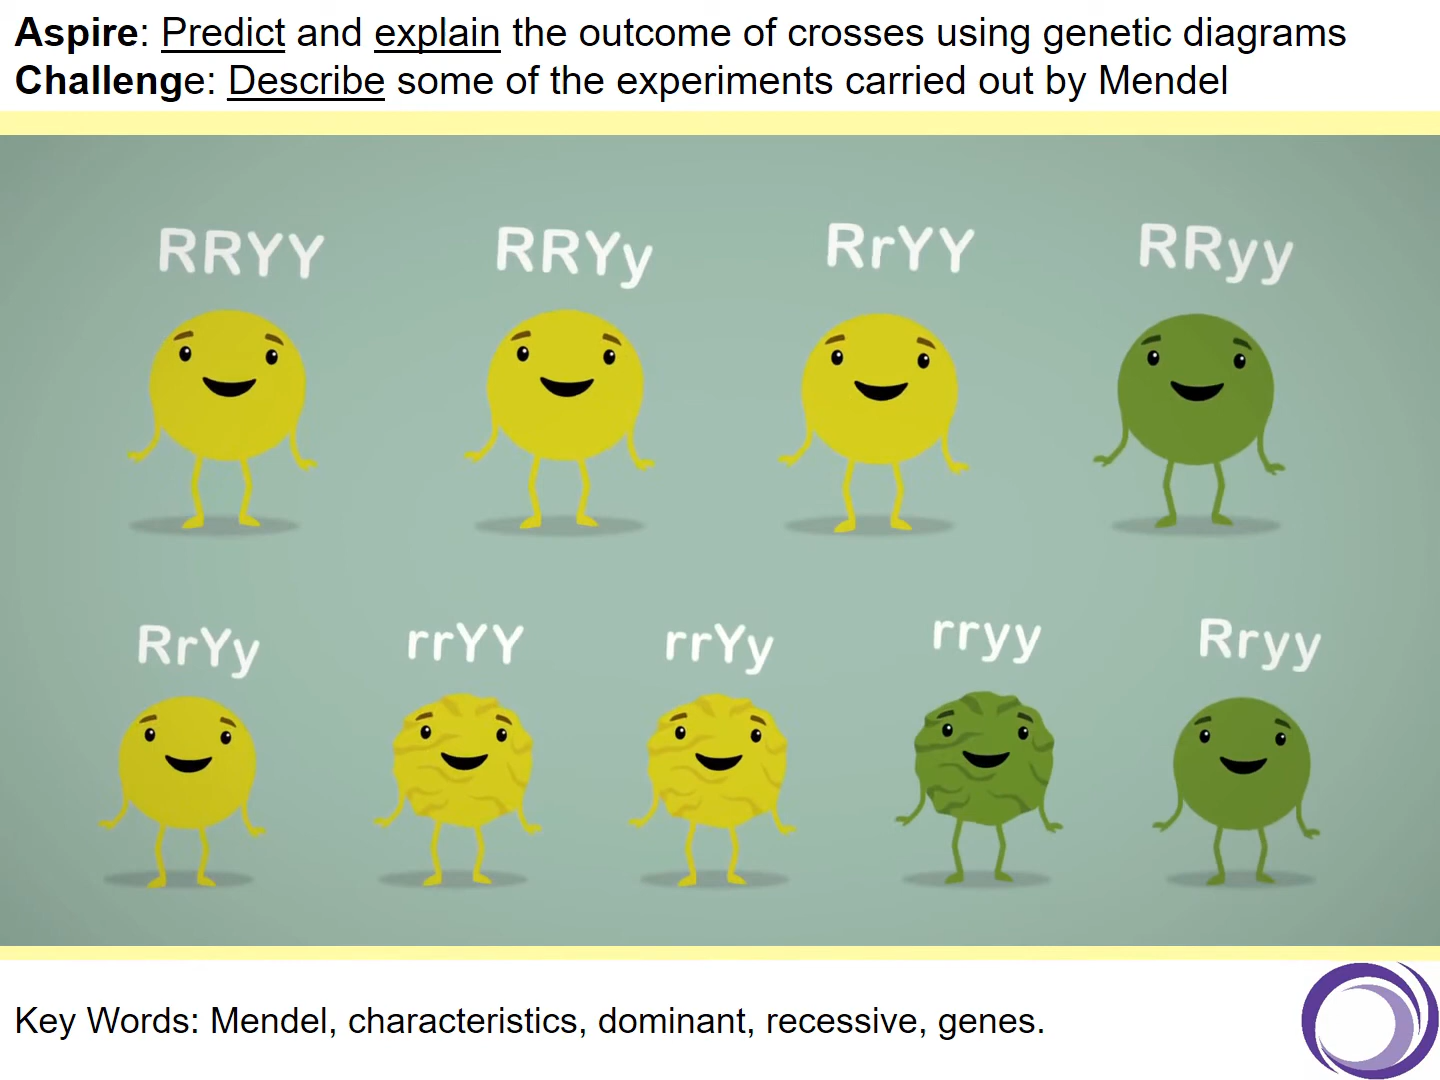 Aspire: Predict and explain the outcome of crosses using genetic diagrams
Challenge: Describe some of the experiments carried out by Mendel
RRYY RRYy RrYY RRyy
RrYy rrYY rrYy rryy Rryy
Key Words: Mendel, characteristics, dominant, recessive, genes.